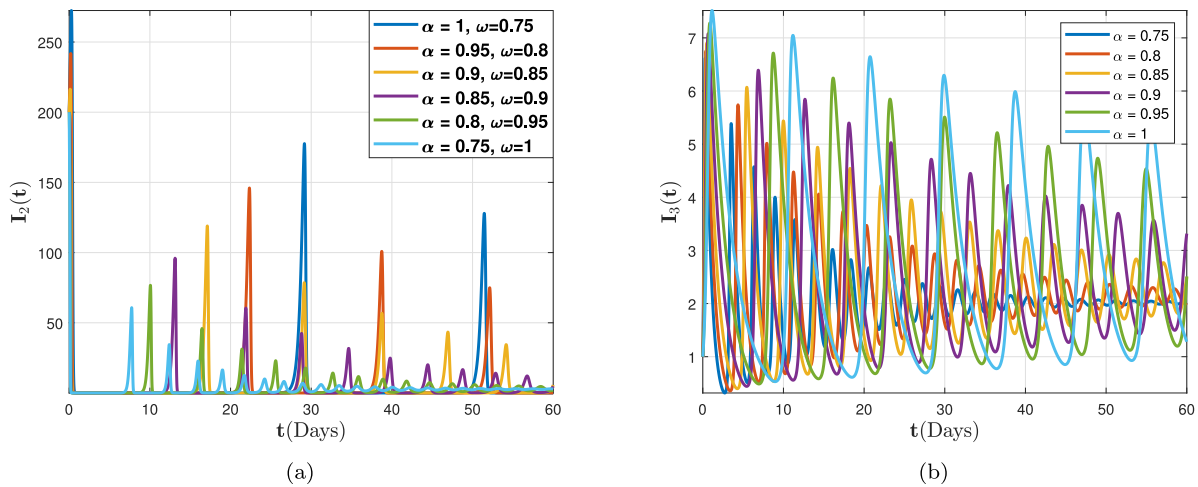 250
200
150
100
50
0
10
20
30
40
50
60
I₂(t)
t(Days)
α = 1, ω=0.75
α = 0.95, ω=0.8
α = 0.9, ω=0.85
α = 0.85, ω=0.9
α = 0.8, ω=0.95
α = 0.75, ω=1
(a)
7
6
5
4
3
2
1
0
10
20
30
40
50
60
I₃(t)
t(Days)
α = 0.75
α = 0.8
α = 0.85
α = 0.9
α = 0.95
α = 1
(b)